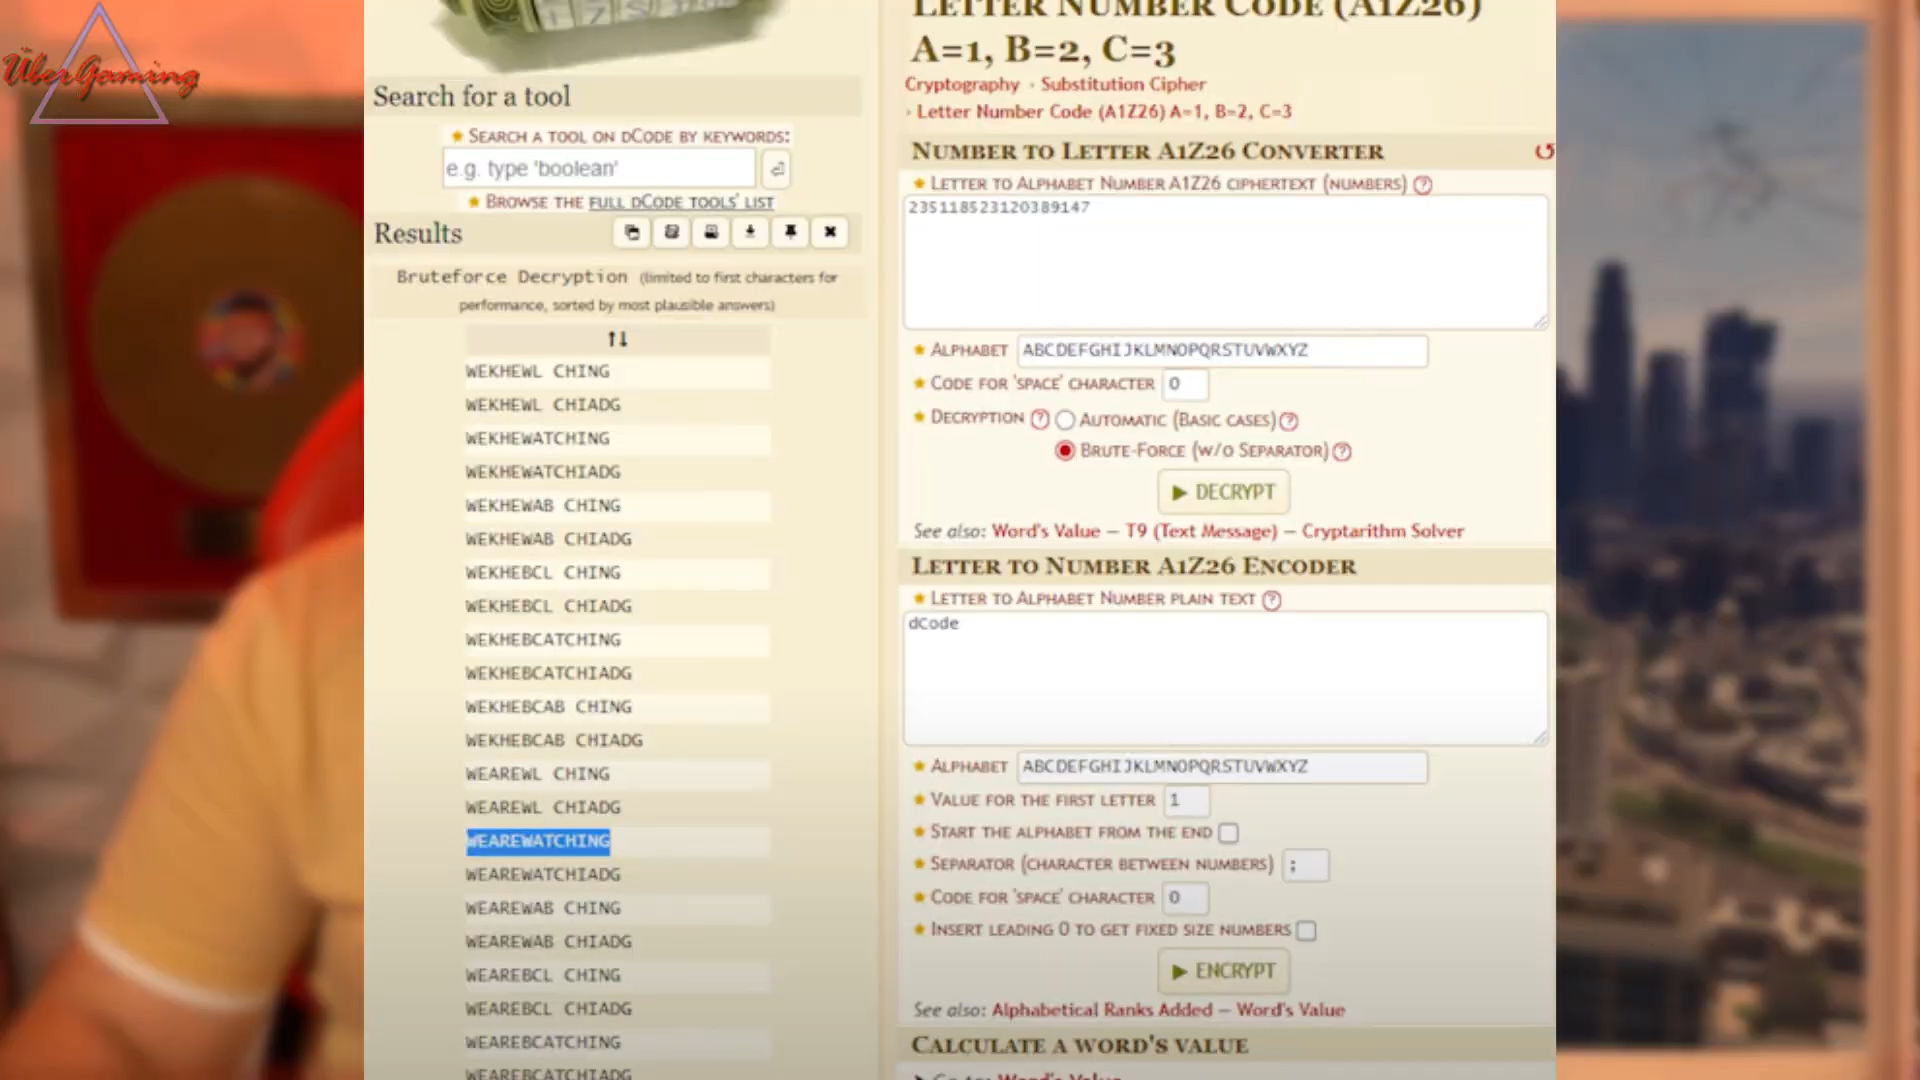 ÜberGaming
Search for a tool
★ SEARCH A TOOL ON DCODE BY KEYWORDS:
e.g. type 'boolean'
★ BROWSE THE FULL DCODE TOOLS' LIST
Results
Bruteforce Decryption (limited to first characters for
performance, sorted by most plausible answers)
↑↓
WEKHEWL CHING
WEKHEWL CHIADG
WEKHEWATCHING
WEKHEWATCHIADG
WEKHEWAB CHING
WEKHEWAB CHIADG
WEKHEBCL CHING
WEKHEBCL CHIADG
WEKHEBCATCHING
WEKHEBCATCHIADG
WEKHEBCAB CHING
WEKHEBCAB CHIADG
WEAREWL CHING
WEAREWL CHIADG
WEAREWATCHING
WEAREWATCHIADG
WEAREWAB CHING
WEAREWAB CHIADG
WEAREBCL CHING
WEAREBCL CHIADG
WEAREBCATCHING
WEAREBCATCHIADG
LETTER NUMBER CODE (A1Z26)
A=1, B=2, C=3
Cryptography › Substitution Cipher
› Letter Number Code (A1Z26) A=1, B=2, C=3
NUMBER TO LETTER A1Z26 CONVERTER
★ LETTER TO ALPHABET NUMBER A1Z26 CIPHERTEXT (NUMBERS) ?
235118523120389147
★ ALPHABET ABCDEFGHIJKLMNOPQRSTUVWXYZ
★ CODE FOR 'SPACE' CHARACTER 0
★ DECRYPTION ? AUTOMATIC (BASIC CASES) ?
BRUTE-FORCE (W/O SEPARATOR) ?
▶ DECRYPT
See also: Word's Value – T9 (Text Message) – Cryptarithm Solver
LETTER TO NUMBER A1Z26 ENCODER
★ LETTER TO ALPHABET NUMBER PLAIN TEXT ?
dCode
★ ALPHABET ABCDEFGHIJKLMNOPQRSTUVWXYZ
★ VALUE FOR THE FIRST LETTER 1
★ START THE ALPHABET FROM THE END
★ SEPARATOR (CHARACTER BETWEEN NUMBERS) ;
★ CODE FOR 'SPACE' CHARACTER 0
★ INSERT LEADING 0 TO GET FIXED SIZE NUMBERS
▶ ENCRYPT
See also: Alphabetical Ranks Added – Word's Value
CALCULATE A WORD'S VALUE
Go to: Word's Value